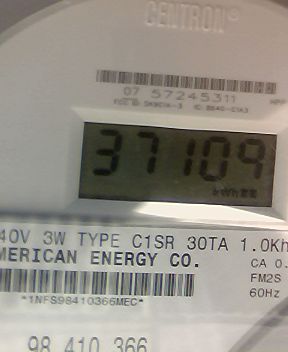 CENTRON®
07 57245311
37109
kWh
40V 3W TYPE C1SR 30TA 1.0Kh
MERICAN ENERGY CO.
CA 0.
FM2S
60Hz
*1NFS98410366MEC*
98 410 366